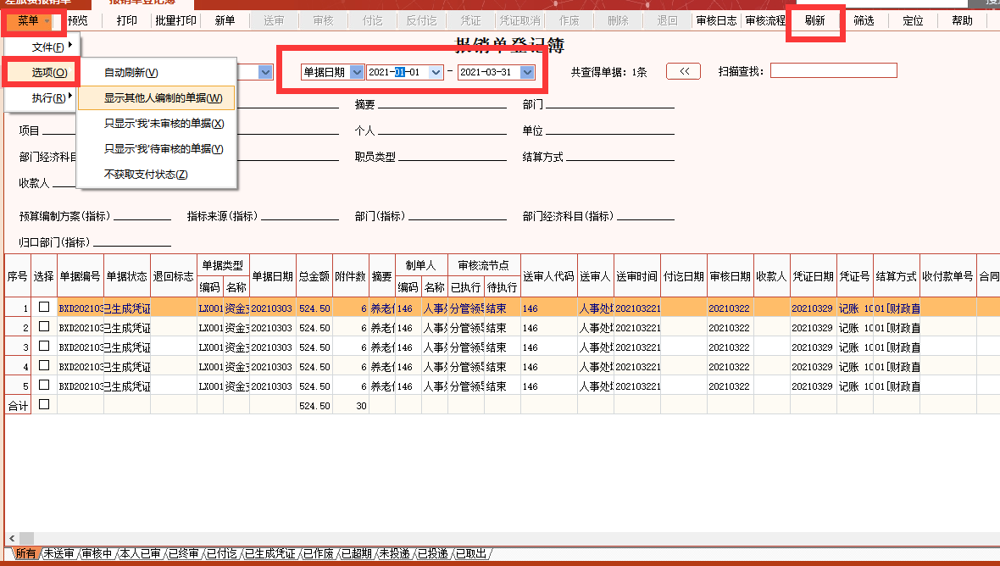 差旅费报销单 报销单登记簿
菜单 预览 打印 批量打印 新单 送审 审核 付讫 反付讫 凭证 凭证取消 作废 删除 退回 审核日志 审核流程 刷新 筛选 定位 帮助
报销单登记簿
文件(F)
选项(O)
执行(R)
自动刷新(V)
显示其他人编制的单据(W)
只显示'我'未审核的单据(X)
只显示'我'待审核的单据(Y)
不获取支付状态(Z)
单据日期 2021-01-01 - 2021-03-31 共查得单据: 1条 << 扫描查找:
摘要 部门
项目 个人 单位
部门经济科目 职员类型 结算方式
收款人
预算编制方案(指标) 指标来源(指标) 部门(指标) 部门经济科目(指标)
归口部门(指标)
序号 选择 单据编号 单据状态 退回标志 单据类型 单据日期 总金额 附件数 摘要 制单人 审核流节点 送审人代码 送审人 送审时间 付讫日期 审核日期 收款人 凭证日期 凭证号 结算方式 收付款单号 合同
编码 名称 编码 名称 已执行 待执行
1 BXD202103 已生成凭证 LX001 资金支 20210303 524.50 6 养老保 146 人事处 分管领导 结束 146 人事处坎 202103221 20210322 20210329 记账 10 01[财政直
2 BXD202103 已生成凭证 LX001 资金支 20210303 524.50 6 养老保 146 人事处 分管领导 结束 146 人事处坎 202103221 20210322 20210329 记账 10 01[财政直
3 BXD202103 已生成凭证 LX001 资金支 20210303 524.50 6 养老保 146 人事处 分管领导 结束 146 人事处坎 202103221 20210322 20210329 记账 10 01[财政直
4 BXD202103 已生成凭证 LX001 资金支 20210303 524.50 6 养老保 146 人事处 分管领导 结束 146 人事处坎 202103221 20210322 20210329 记账 10 01[财政直
5 BXD202103 已生成凭证 LX001 资金支 20210303 524.50 6 养老保 146 人事处 分管领导 结束 146 人事处坎 202103221 20210322 20210329 记账 10 01[财政直
合计 524.50 30
所有 未送审 审核中 本人已审 已终审 已付讫 已生成凭证 已作废 已超期 未投递 已投递 已取出